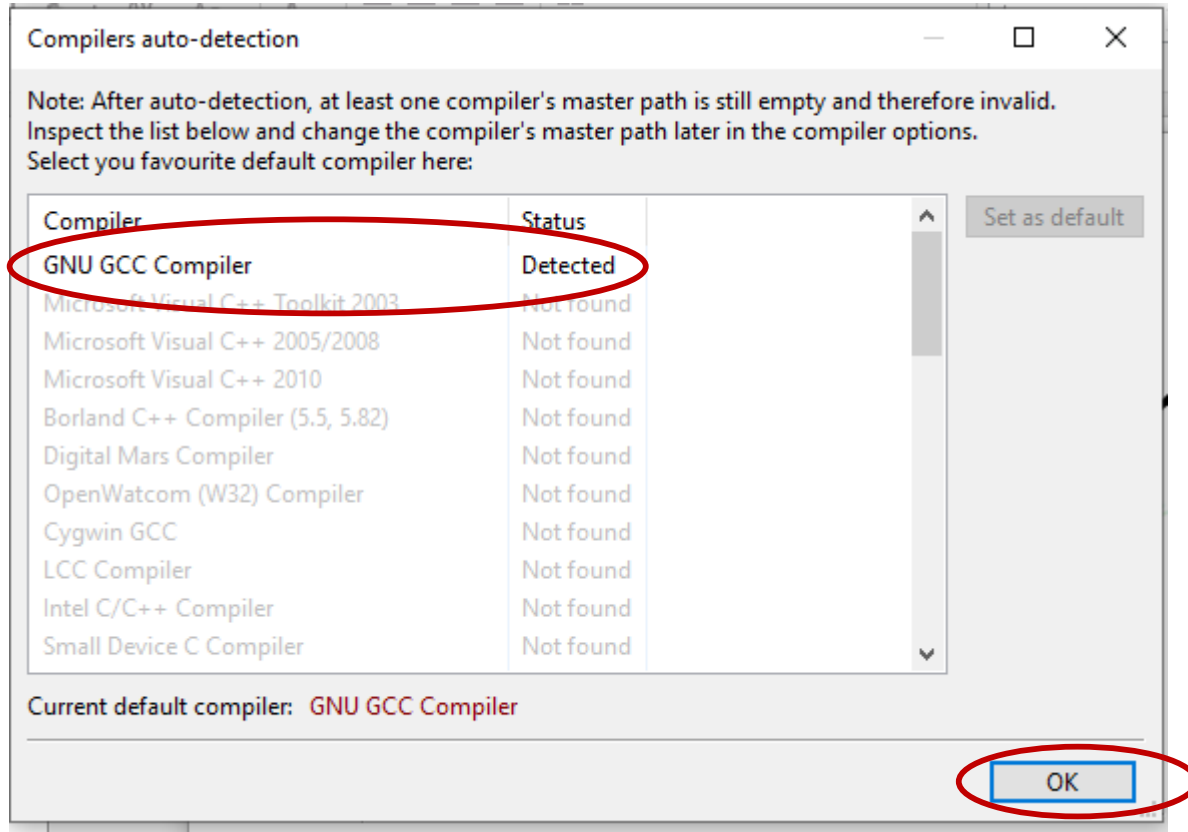 Compilers auto-detection
Note: After auto-detection, at least one compiler's master path is still empty and therefore invalid.
Inspect the list below and change the compiler's master path later in the compiler options.
Select you favourite default compiler here:
Compiler Status
Set as default
GNU GCC Compiler Detected
Microsoft Visual C++ Toolkit 2003 Not found
Microsoft Visual C++ 2005/2008 Not found
Microsoft Visual C++ 2010 Not found
Borland C++ Compiler (5.5, 5.82) Not found
Digital Mars Compiler Not found
OpenWatcom (W32) Compiler Not found
Cygwin GCC Not found
LCC Compiler Not found
Intel C/C++ Compiler Not found
Small Device C Compiler Not found
Current default compiler: GNU GCC Compiler
OK